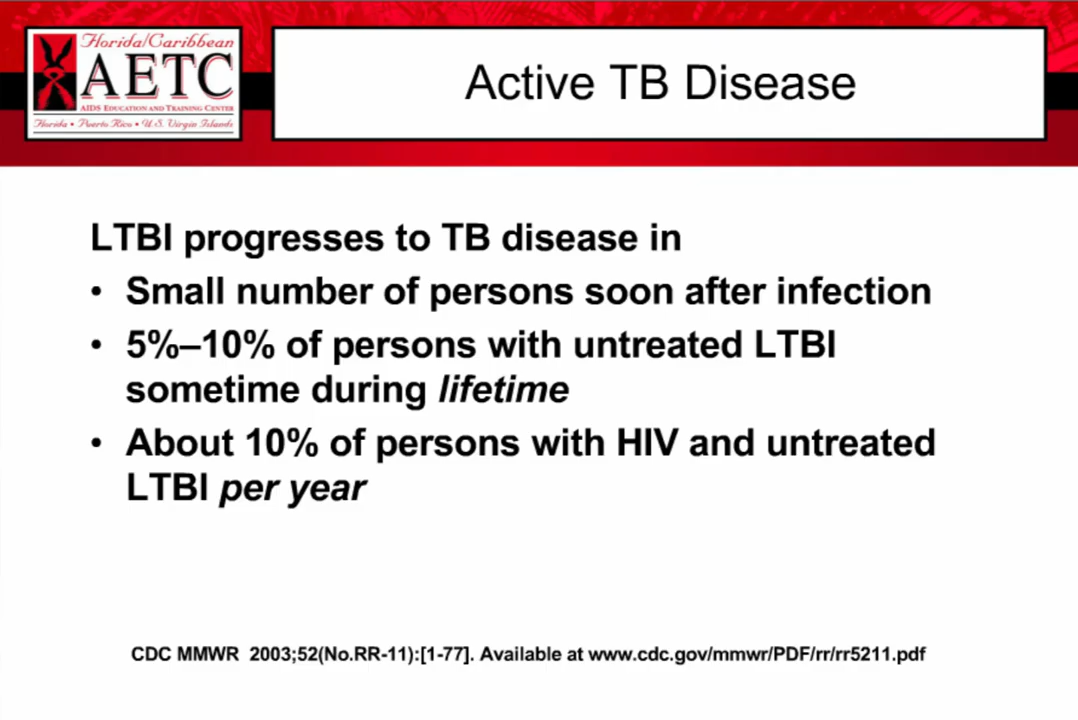 Florida/Caribbean
AETC
AIDS EDUCATION AND TRAINING CENTER
Florida • Puerto Rico • U.S. Virgin Islands
Active TB Disease
LTBI progresses to TB disease in
• Small number of persons soon after infection
• 5%–10% of persons with untreated LTBI
sometime during lifetime
• About 10% of persons with HIV and untreated
LTBI per year
CDC MMWR 2003;52(No.RR-11):[1-77]. Available at www.cdc.gov/mmwr/PDF/rr/rr5211.pdf